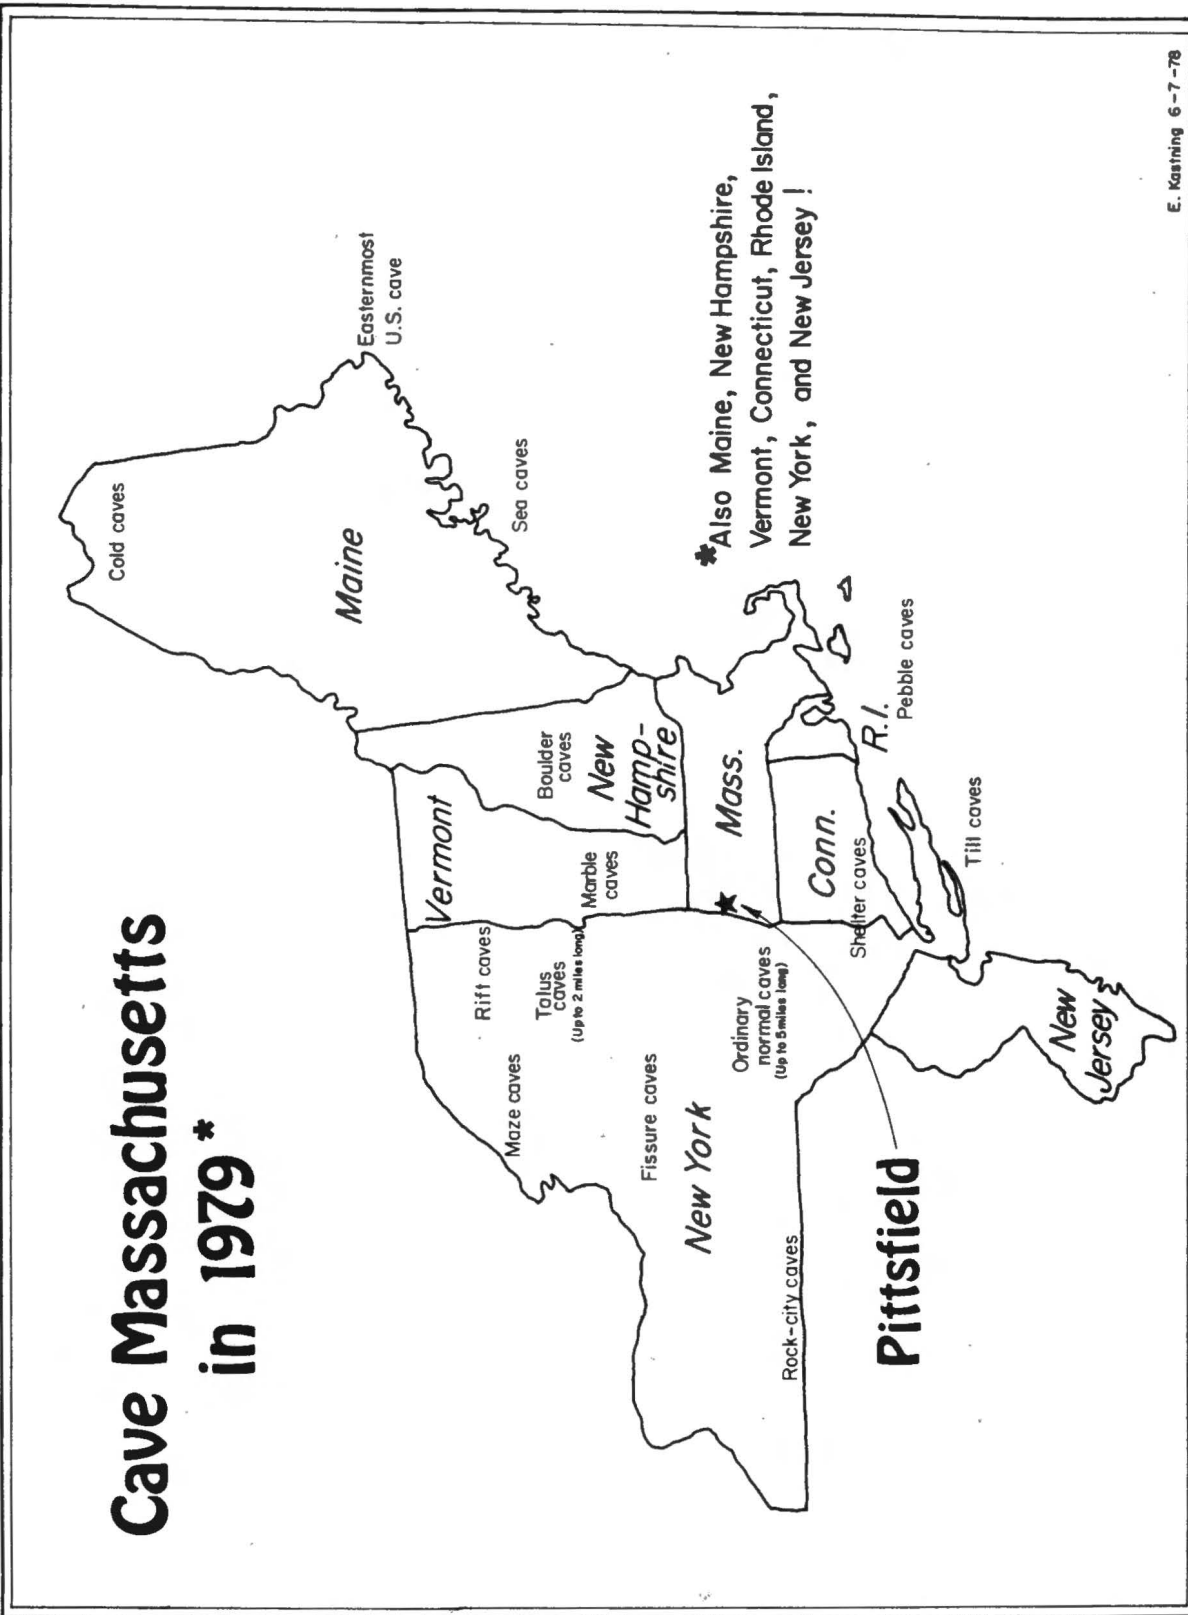 Cave Massachusetts
in 1979*
Cold caves
Maine
Easternmost
U.S. cave
Sea caves
Vermont
Boulder
caves
New
Hamp-
shire
Marble
caves
Rift caves
Talus
caves
(Up to 2 miles long)
Maze caves
Fissure caves
New York
Ordinary
normal caves
(Up to 5 miles long)
Rock-city caves
Mass.
Conn.
Shelter caves
R.I.
Pebble caves
Till caves
New
Jersey
Pittsfield
*Also Maine, New Hampshire,
Vermont, Connecticut, Rhode Island,
New York, and New Jersey!
E. Kastning 6-7-78